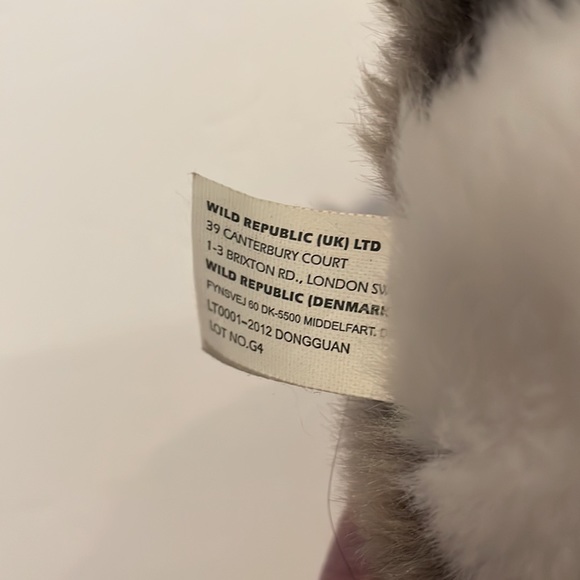 WILD REPUBLIC (UK) LTD
39 CANTERBURY COURT
1-3 BRIXTON RD., LONDON
WILD REPUBLIC (DENMARK
FYNSVEJ 60 DK-5500 MIDDELFART.
LT0001~2012 DONGGUAN
LOT NO.G4